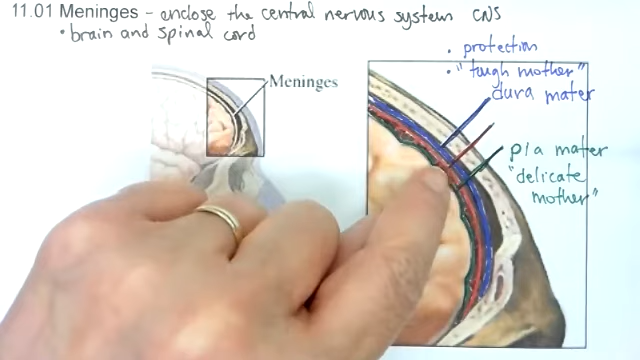 11.01 Meninges - enclose the central nervous system CNS
• brain and spinal cord
• protection
• "tough mother"
Meninges
dura mater
pia mater
"delicate
mother"